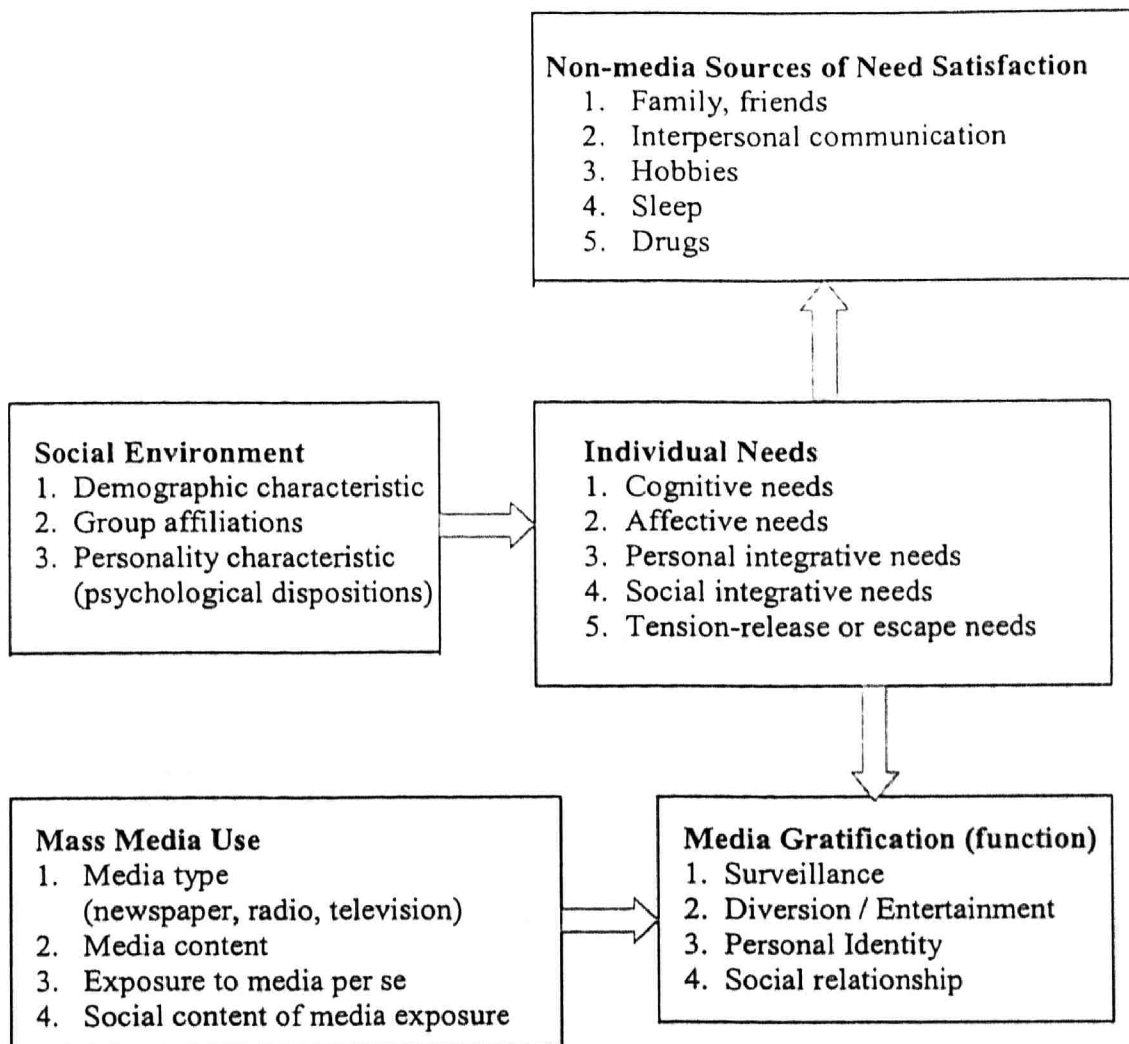 Non-media Sources of Need Satisfaction
1. Family, friends
2. Interpersonal communication
3. Hobbies
4. Sleep
5. Drugs
Social Environment
1. Demographic characteristic
2. Group affiliations
3. Personality characteristic
(psychological dispositions)
Individual Needs
1. Cognitive needs
2. Affective needs
3. Personal integrative needs
4. Social integrative needs
5. Tension-release or escape needs
Mass Media Use
1. Media type
(newspaper, radio, television)
2. Media content
3. Exposure to media per se
4. Social content of media exposure
Media Gratification (function)
1. Surveillance
2. Diversion / Entertainment
3. Personal Identity
4. Social relationship